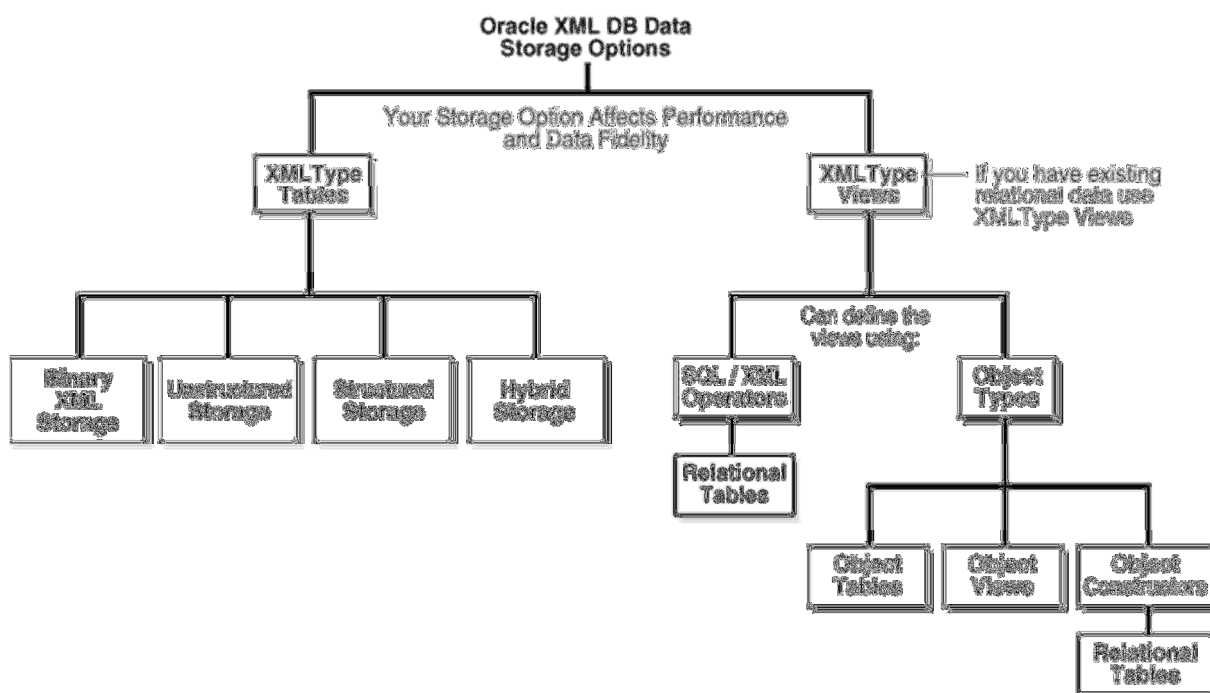 Oracle XML DB Data
Storage Options
Your Storage Option Affects Performance
and Data Fidelity
XMLType
Tables
XMLType
Views
If you have existing
relational data use
XMLType Views
Can define the
views using:
Binary
XML
Storage
Unstructured
Storage
Structured
Storage
Hybrid
Storage
SQL / XML
Operators
Object
Types
Relational
Tables
Object
Tables
Object
Views
Object
Constructors
Relational
Tables